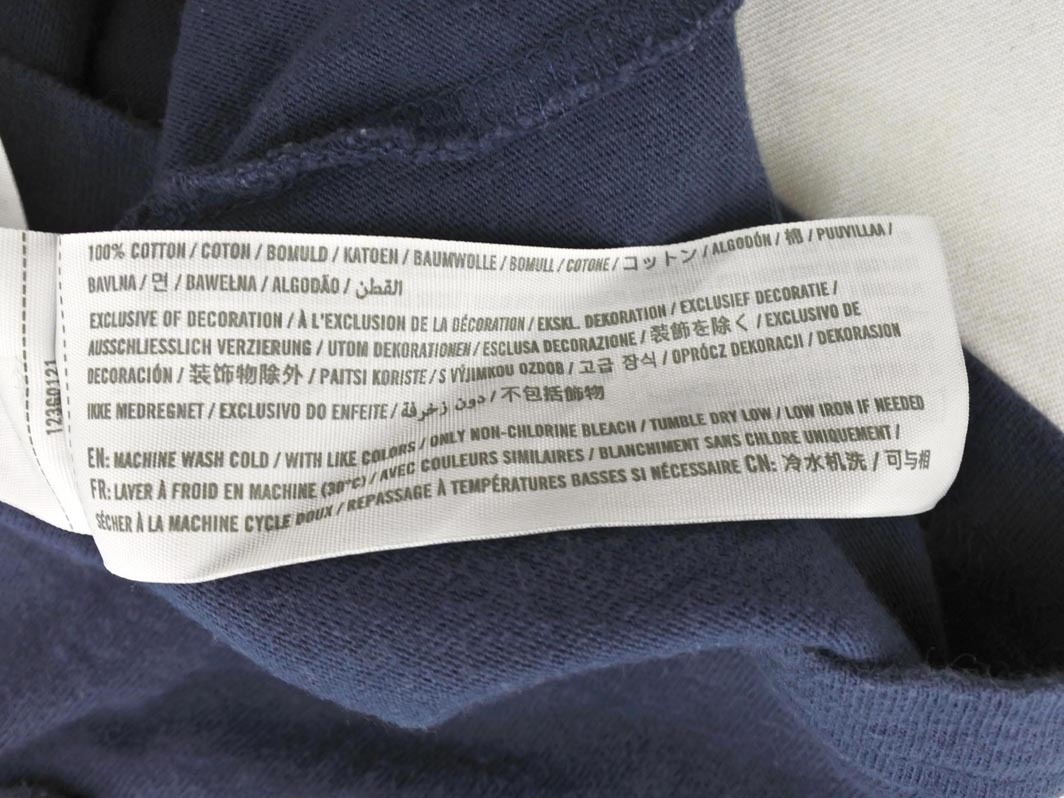 100% COTTON / COTON / BOMULD / KATOEN / BAUMWOLLE / BOMULL / COTONE / コットン / ALGODÓN / 棉 / PUUVILLAA /
BAVLNA / 면 / BAWEŁNA / ALGODÃO / القطن
EXCLUSIVE OF DECORATION / À L'EXCLUSION DE LA DÉCORATION / EKSKL. DEKORATION / EXCLUSIEF DECORATIE /
AUSSCHLIESSLICH VERZIERUNG / UTOM DEKORATIONEN / ESCLUSA DECORAZIONE / 装飾を除く / EXCLUSIVO DE
DECORACIÓN / 装饰物除外 / PAITSI KORISTE / S VÝJIMKOU OZDOB / 고급 장식 / OPRÓCZ DEKORACJI / DEKORASJON
IKKE MEDREGNET / EXCLUSIVO DO ENFEITE / دون زخرفة / 不包括飾物
EN: MACHINE WASH COLD / WITH LIKE COLORS / ONLY NON-CHLORINE BLEACH / TUMBLE DRY LOW / LOW IRON IF NEEDED
FR: LAVER À FROID EN MACHINE (30°C) / AVEC COULEURS SIMILAIRES / BLANCHIMENT SANS CHLORE UNIQUEMENT /
SÉCHER À LA MACHINE CYCLE DOUX / REPASSAGE À TEMPÉRATURES BASSES SI NÉCESSAIRE CN: 冷水机洗 / 可与相
12360121